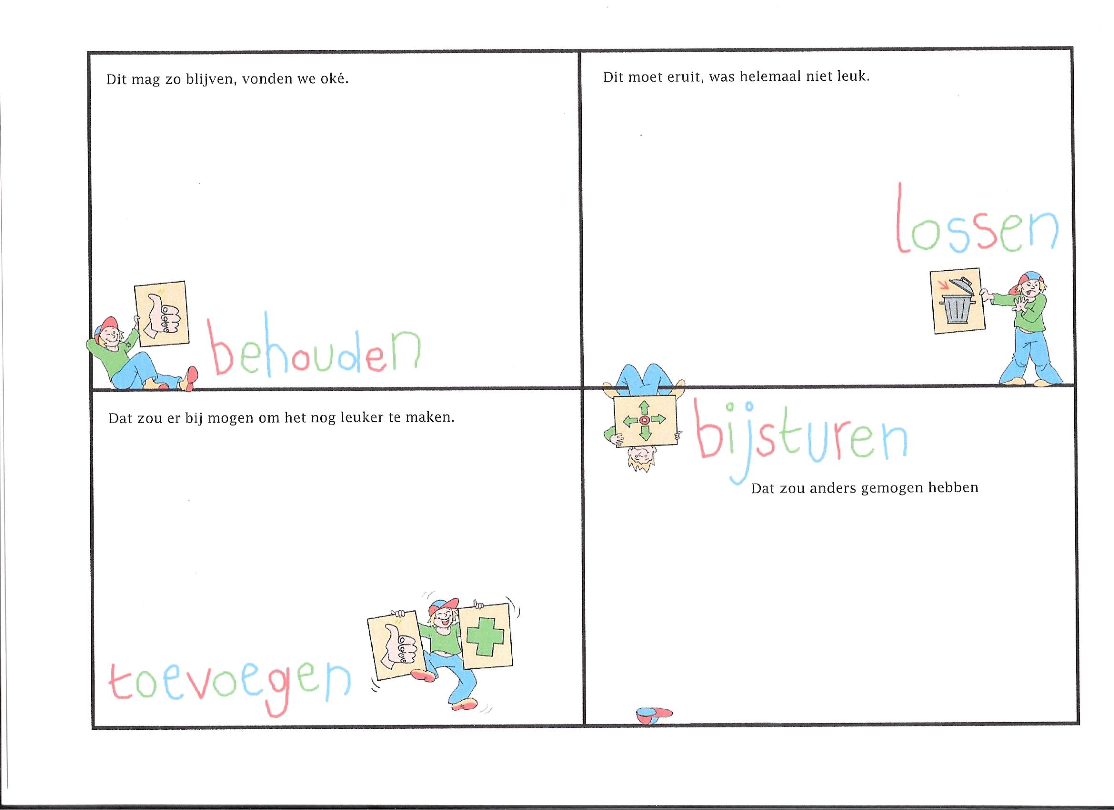 Dit mag zo blijven, vonden we oké.
behouden
Dit moet eruit, was helemaal niet leuk.
lossen
Dat zou er bij mogen om het nog leuker te maken.
toevoegen
bijsturen
Dat zou anders gemogen hebben